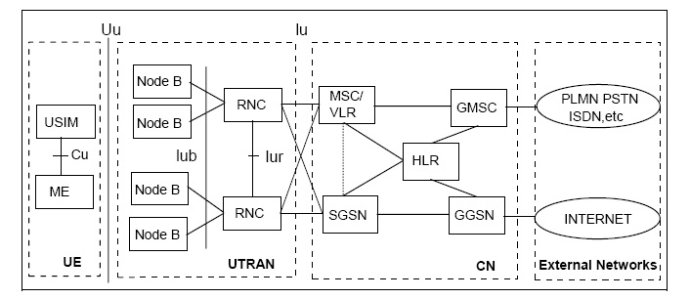 Uu
Iu
Node B
Node B
RNC
MSC/
VLR
GMSC
PLMN PSTN
ISDN,etc
USIM
Cu
ME
Iub
Iur
HLR
Node B
Node B
RNC
SGSN
GGSN
INTERNET
UE
UTRAN
CN
External Networks